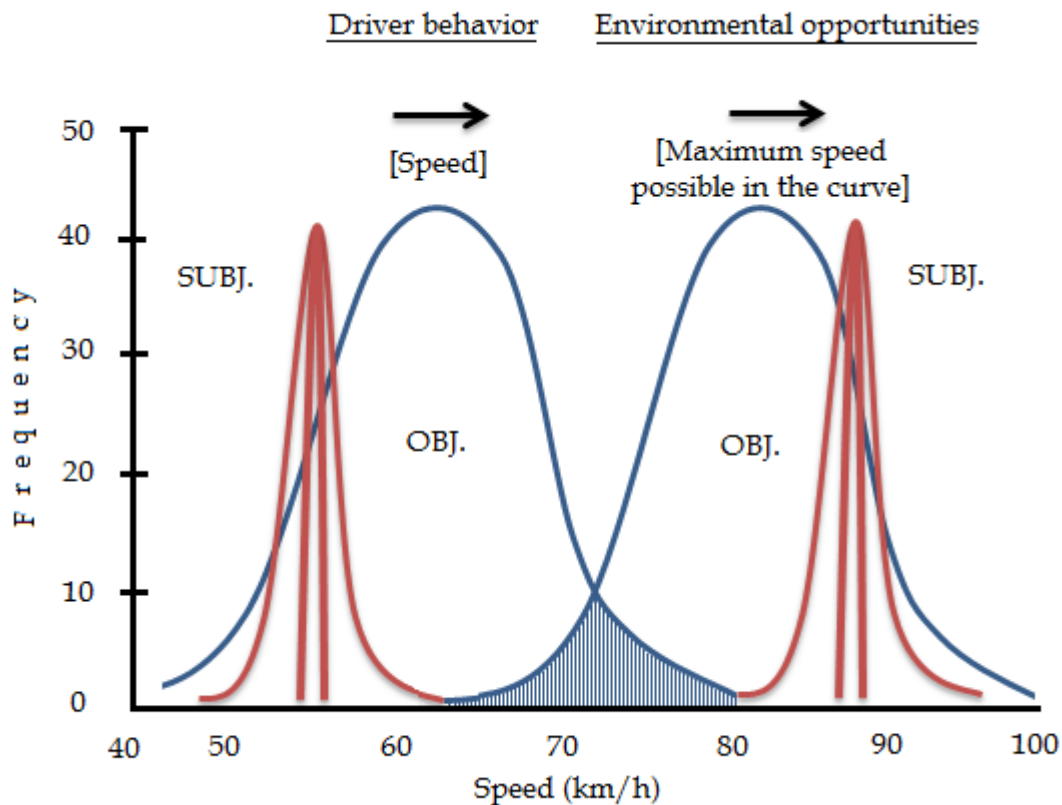 Driver behavior
Environmental opportunities
[Speed]
[Maximum speed
possible in the curve]
50
40
30
20
10
0
Frequency
SUBJ.
OBJ.
OBJ.
SUBJ.
40 50 60 70 80 90 100
Speed (km/h)